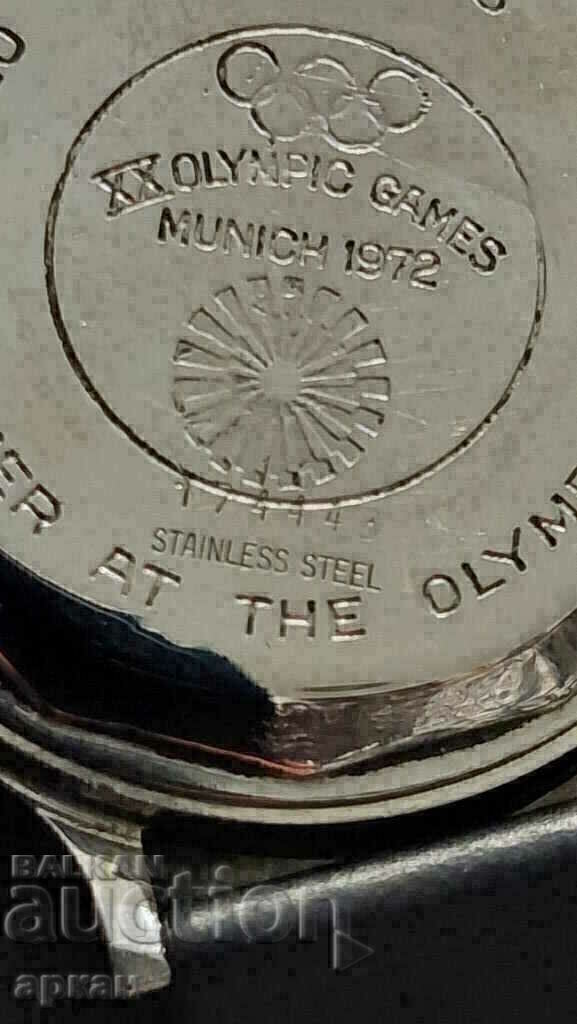 XX OLYMPIC GAMES
MUNICH 1972
STAINLESS STEEL
AT THE
BALKAN
auction
аркан